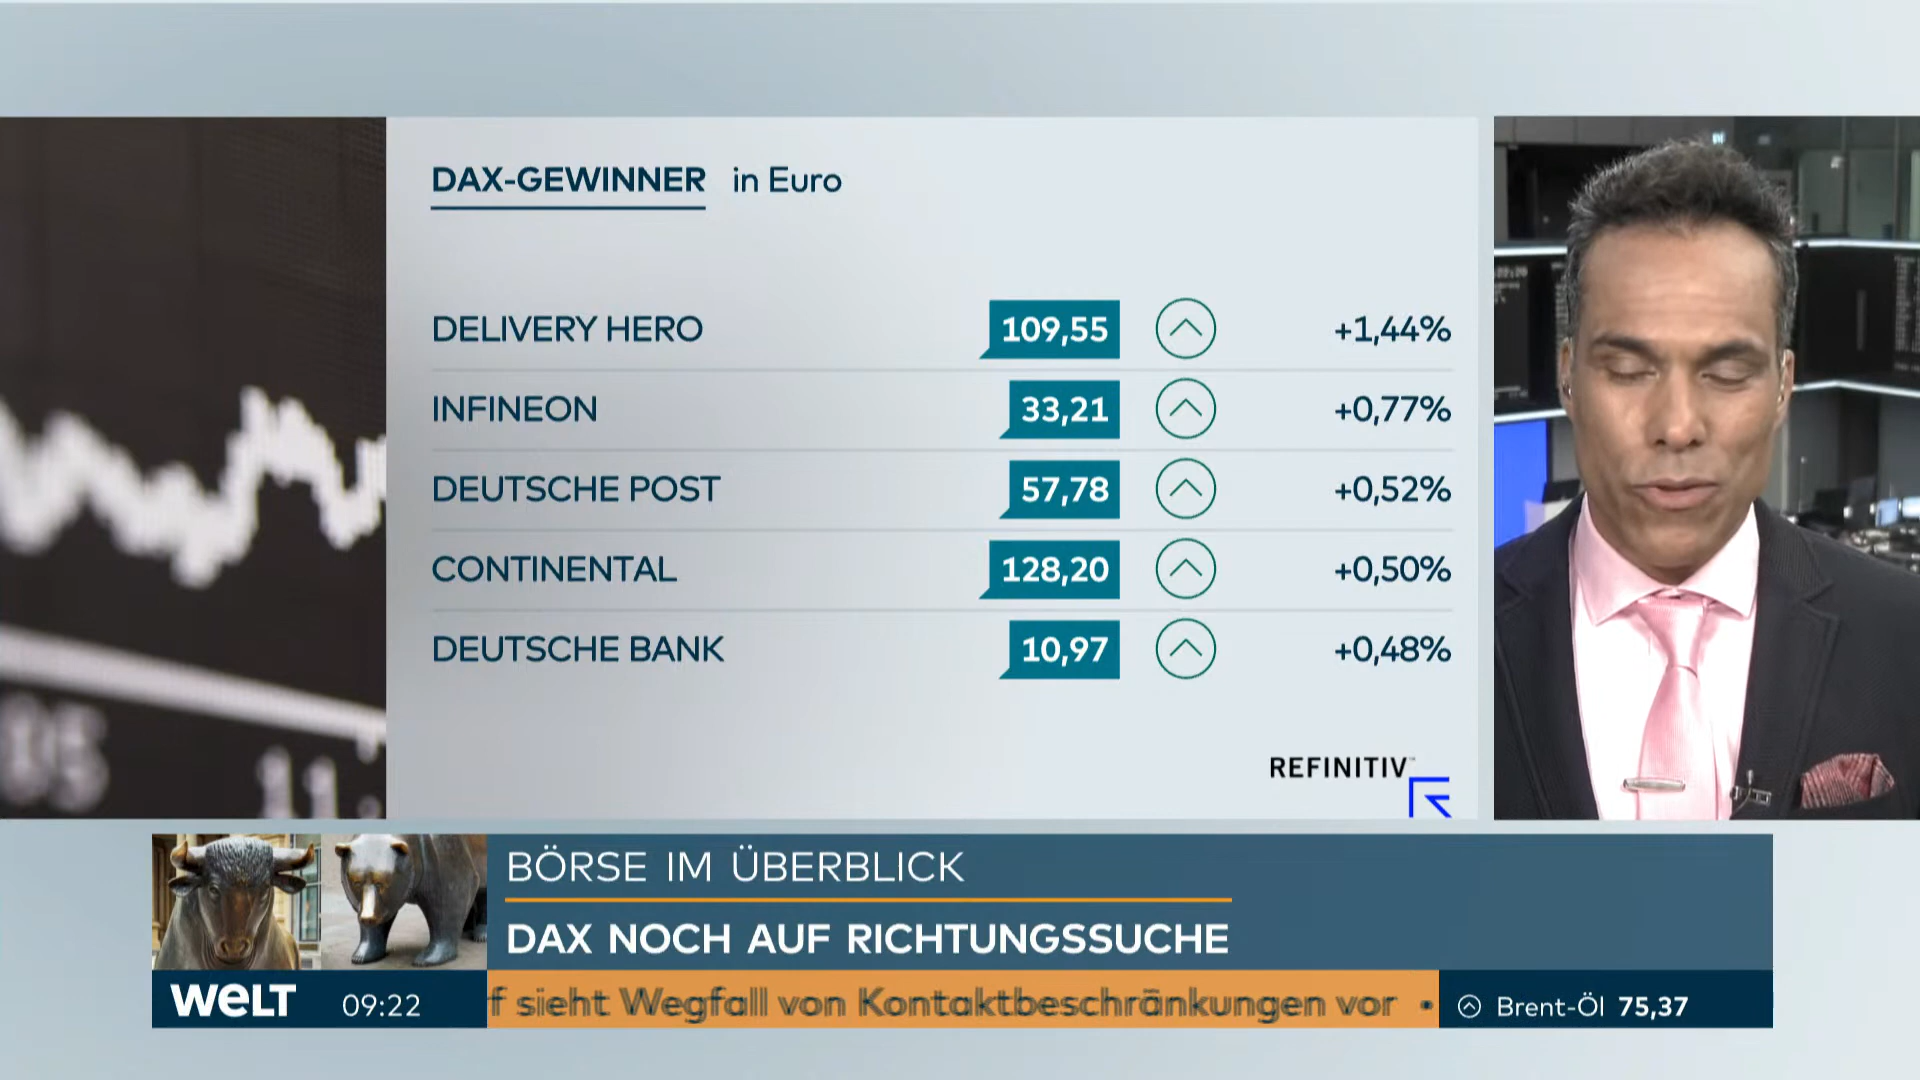 DAX-GEWINNER in Euro
DELIVERY HERO 109,55 +1,44%
INFINEON 33,21 +0,77%
DEUTSCHE POST 57,78 +0,52%
CONTINENTAL 128,20 +0,50%
DEUTSCHE BANK 10,97 +0,48%
REFINITIV
BÖRSE IM ÜBERBLICK
DAX NOCH AUF RICHTUNGSSUCHE
welt 09:22
f sieht Wegfall von Kontaktbeschränkungen vor •
Brent-Öl 75,37